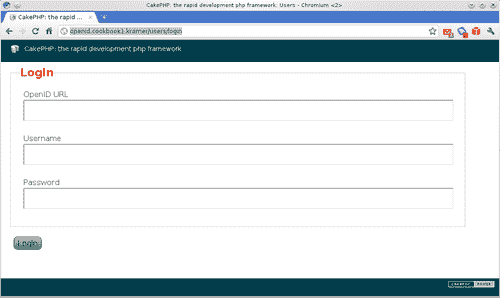 CakePHP: the rapid development php framework: Users - Chromium <2>
CakePHP: the rapid ...
openid.cookbook1.kramer/users/login
CakePHP: the rapid development php framework
Login
OpenID URL
Username
Password
Login